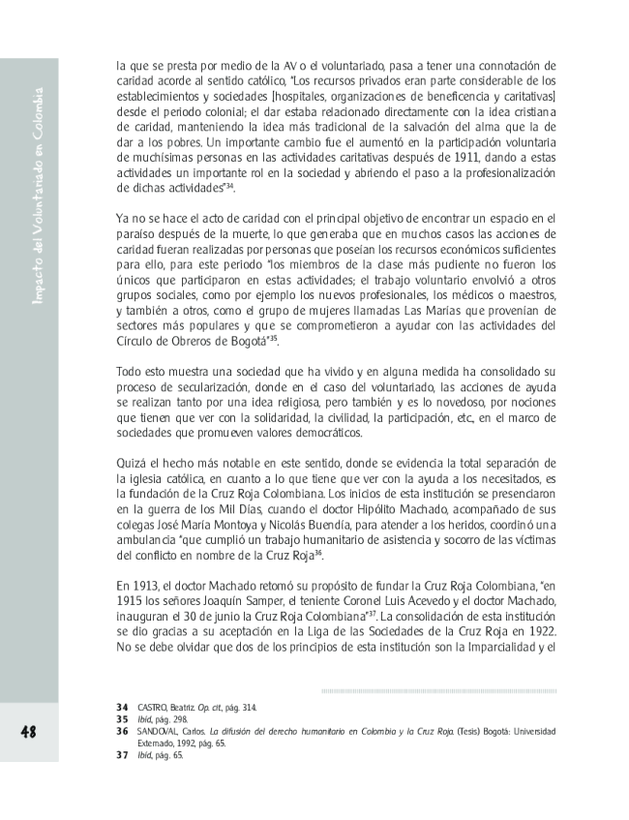 Impacto del Voluntariado en Colombia
la que se presta por medio de la AV o el voluntariado, pasa a tener una connotación de
caridad acorde al sentido católico, "Los recursos privados eran parte considerable de los
establecimientos y sociedades [hospitales, organizaciones de beneficencia y caritativas]
desde el periodo colonial; el dar estaba relacionado directamente con la idea cristiana
de caridad, manteniendo la idea más tradicional de la salvación del alma que la de
dar a los pobres. Un importante cambio fue el aumentó en la participación voluntaria
de muchísimas personas en las actividades caritativas después de 1911, dando a estas
actividades un importante rol en la sociedad y abriendo el paso a la profesionalización
de dichas actividades"34.
Ya no se hace el acto de caridad con el principal objetivo de encontrar un espacio en el
paraíso después de la muerte, lo que generaba que en muchos casos las acciones de
caridad fueran realizadas por personas que poseían los recursos económicos suficientes
para ello, para este periodo "los miembros de la clase más pudiente no fueron los
únicos que participaron en estas actividades; el trabajo voluntario envolvió a otros
grupos sociales, como por ejemplo los nuevos profesionales, los médicos o maestros,
y también a otros, como el grupo de mujeres llamadas Las Marías que provenían de
sectores más populares y que se comprometieron a ayudar con las actividades del
Círculo de Obreros de Bogotá"35.
Todo esto muestra una sociedad que ha vivido y en alguna medida ha consolidado su
proceso de secularización, donde en el caso del voluntariado, las acciones de ayuda
se realizan tanto por una idea religiosa, pero también y es lo novedoso, por nociones
que tienen que ver con la solidaridad, la civilidad, la participación, etc., en el marco de
sociedades que promueven valores democráticos.
Quizá el hecho más notable en este sentido, donde se evidencia la total separación de
la iglesia católica, en cuanto a lo que tiene que ver con la ayuda a los necesitados, es
la fundación de la Cruz Roja Colombiana. Los inicios de esta institución se presenciaron
en la guerra de los Mil Días, cuando el doctor Hipólito Machado, acompañado de sus
colegas José María Montoya y Nicolás Buendía, para atender a los heridos, coordinó una
ambulancia "que cumplió un trabajo humanitario de asistencia y socorro de las víctimas
del conflicto en nombre de la Cruz Roja36.
En 1913, el doctor Machado retomó su propósito de fundar la Cruz Roja Colombiana, "en
1915 los señores Joaquín Samper, el teniente Coronel Luis Acevedo y el doctor Machado,
inauguran el 30 de junio la Cruz Roja Colombiana"37. La consolidación de esta institución
se dio gracias a su aceptación en la Liga de las Sociedades de la Cruz Roja en 1922.
No se debe olvidar que dos de los principios de esta institución son la Imparcialidad y el
34 CASTRO, Beatriz. Op. cit., pág. 314.
35 Ibid., pág. 298.
36 SANDOVAL, Carlos. La difusión del derecho humanitario en Colombia y la Cruz Roja. (Tesis) Bogotá: Universidad
Externado, 1992, pág. 65.
37 Ibid., pág. 65.
48